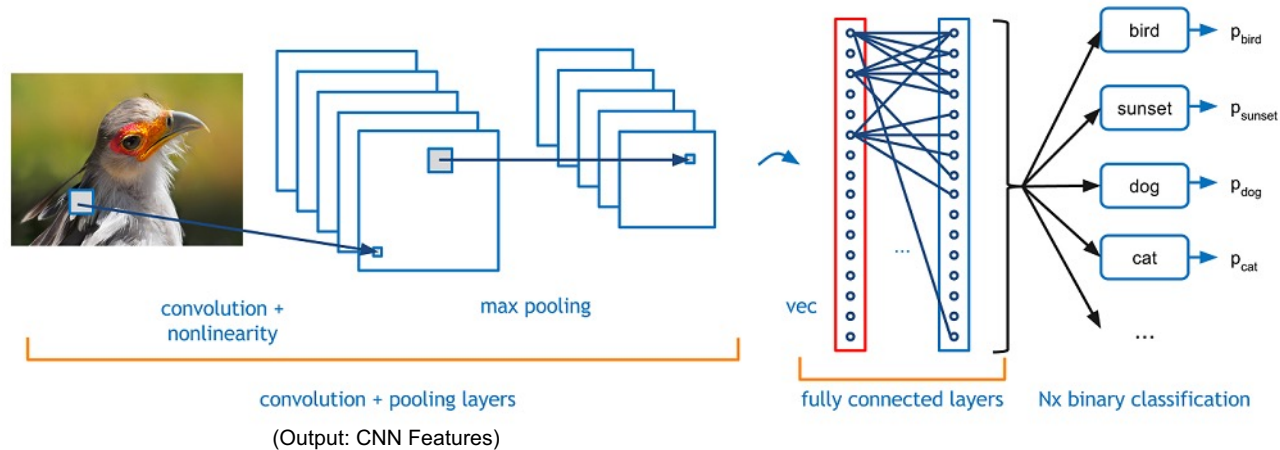 bird
p_bird
sunset
p_sunset
dog
p_dog
cat
p_cat
...
...
convolution +
nonlinearity
max pooling
vec
convolution + pooling layers
fully connected layers
Nx binary classification
(Output: CNN Features)